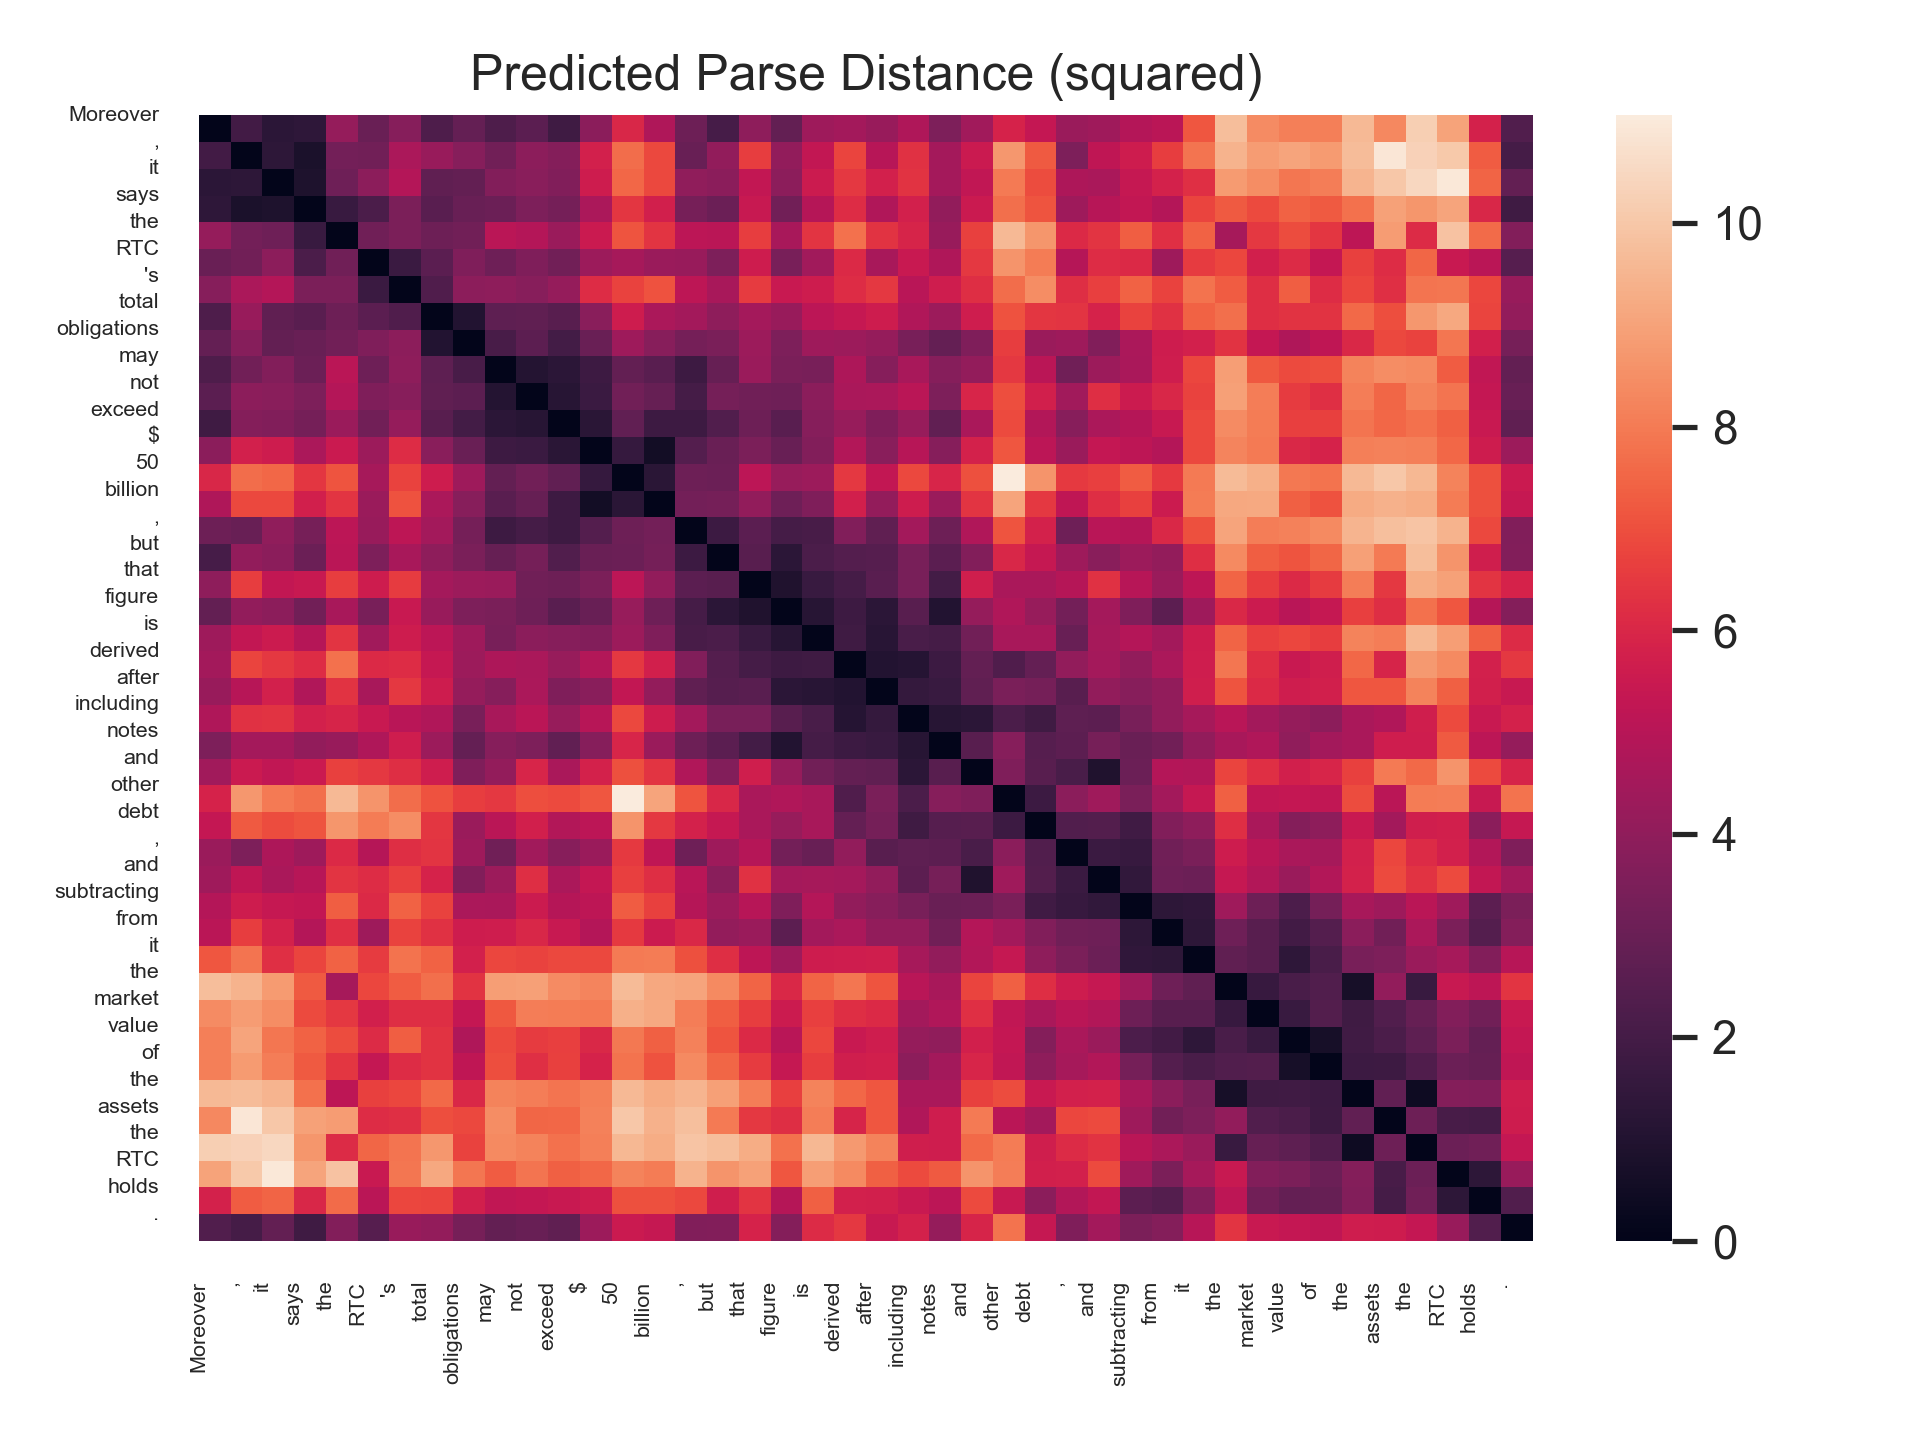 Predicted Parse Distance (squared)
Moreover
,
it
says
the
RTC
's
total
obligations
may
not
exceed
$
50
billion
,
but
that
figure
is
derived
after
including
notes
and
other
debt
,
and
subtracting
from
it
the
market
value
of
the
assets
the
RTC
holds
.
10
8
6
4
2
0
Moreover
,
it
says
the
RTC
's
total
obligations
may
not
exceed
$
50
billion
,
but
that
figure
is
derived
after
including
notes
and
other
debt
,
and
subtracting
from
it
the
market
value
of
the
assets
the
RTC
holds
.